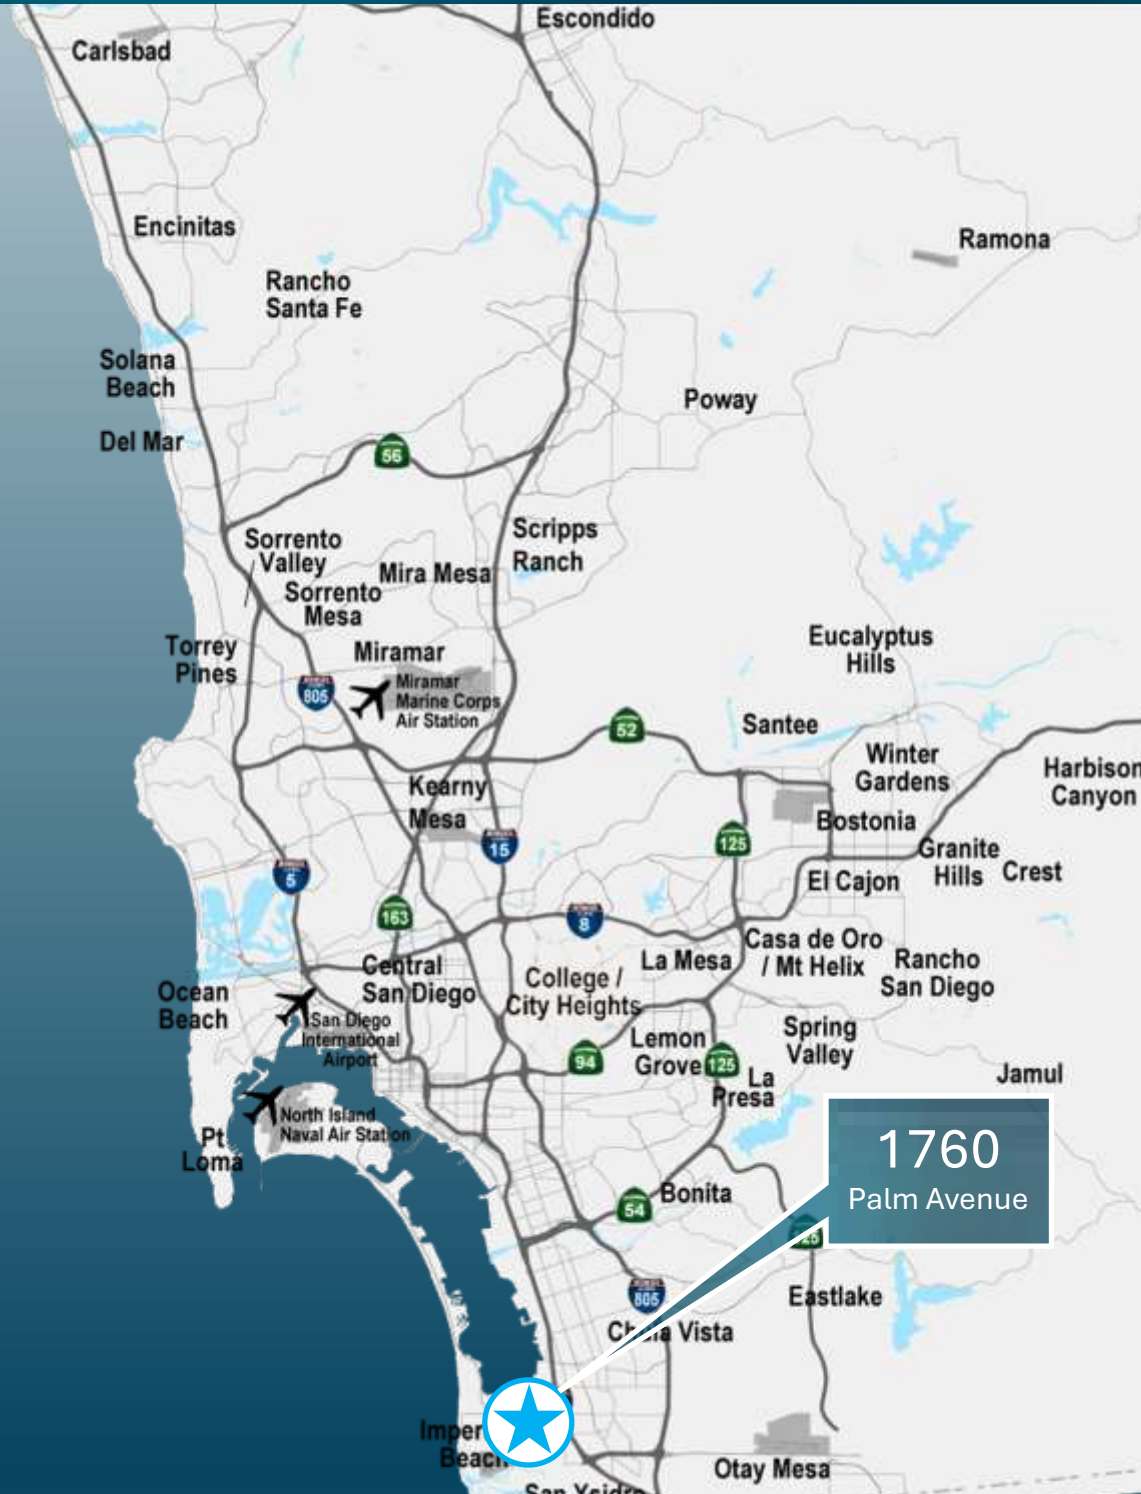 Escondido
Carlsbad
Encinitas
Ramona
Rancho
Santa Fe
Solana
Beach
Poway
Del Mar
56
Scripps
Ranch
Sorrento
Valley
Mira Mesa
Sorrento
Mesa
Eucalyptus
Hills
Torrey
Pines
Miramar
Miramar
Marine Corps
Air Station
805
52
Santee
Winter
Gardens
Harbison
Canyon
Kearny
Mesa
Bostonia
15
125
Granite
Hills
Crest
5
El Cajon
163
8
Casa de Oro
/ Mt Helix
La Mesa
Rancho
San Diego
Central
San Diego
College /
City Heights
Ocean
Beach
San Diego
International
Airport
Spring
Valley
Lemon
Grove
94
125
La
Presa
Jamul
North Island
Naval Air Station
Pt
Loma
1760
Palm Avenue
Bonita
54
805
Eastlake
Chula Vista
Imper
Beach
Otay Mesa
San Ysidro